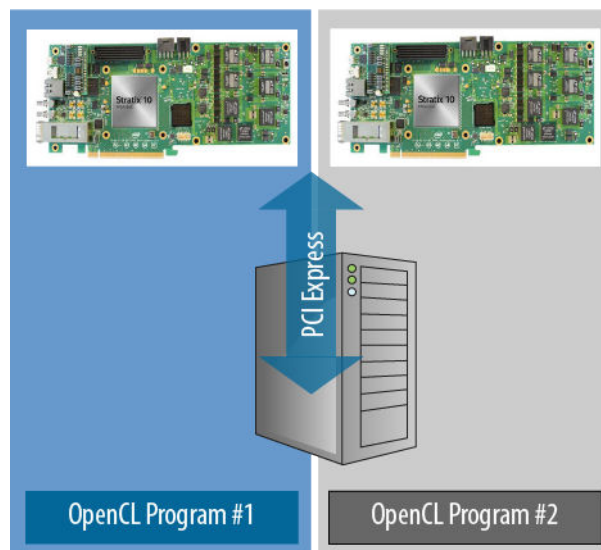 Stratix 10
Stratix 10
PCI Express
OpenCL Program #1
OpenCL Program #2